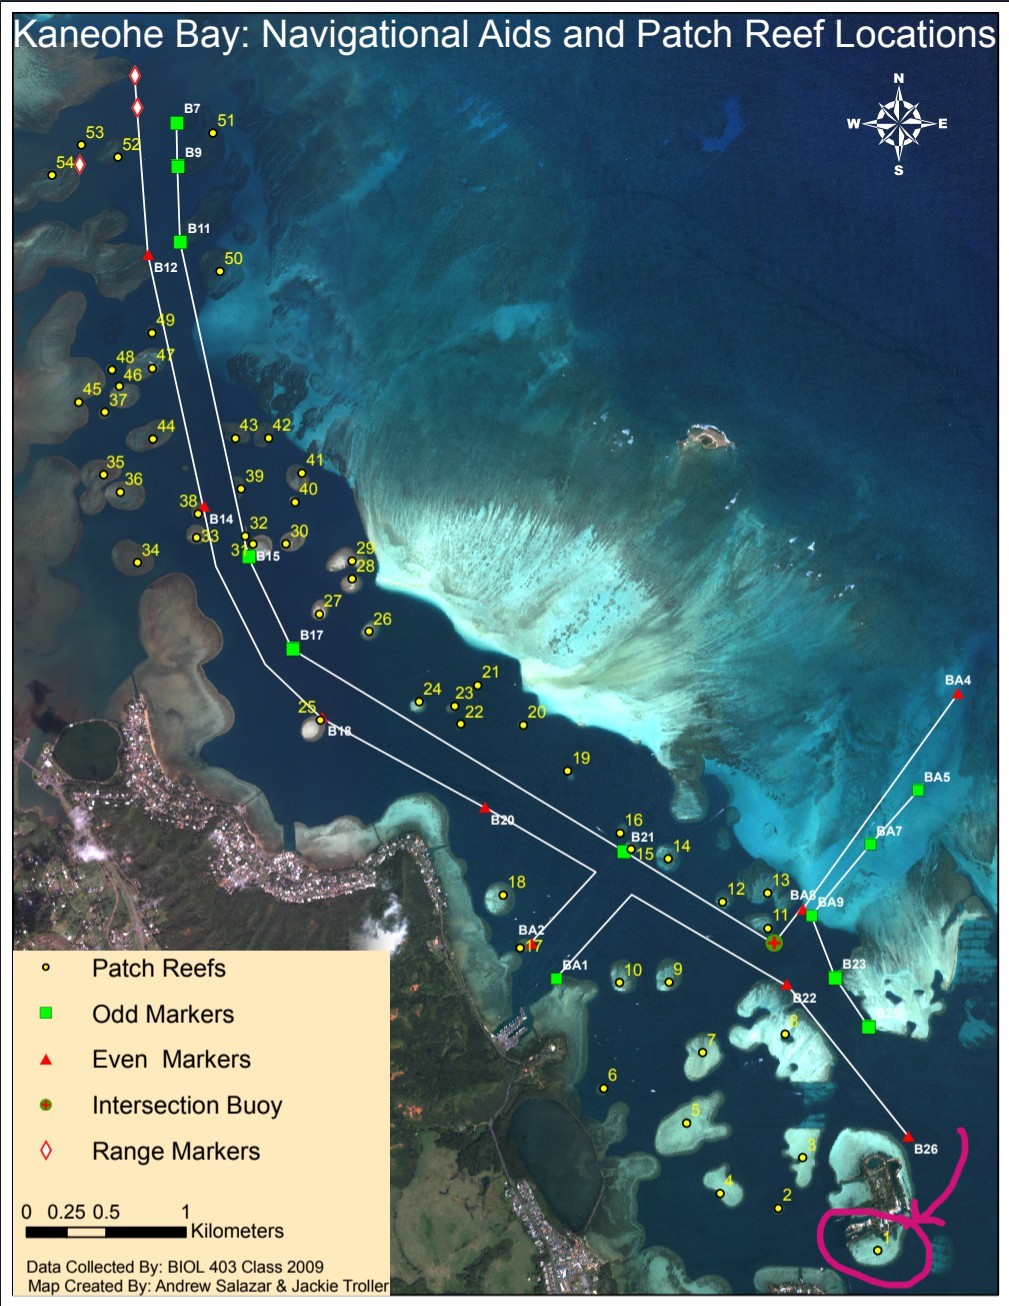 Kaneohe Bay: Navigational Aids and Patch Reef Locations
N
W E
S
B7
51
53
52
B9
54
B11
50
B12
49
48
47
46
45
37
44
43 42
35
41
36
39
40
38
B14
32
33
30
31
B15
29
34
28
27
26
B17
21
BA4
24
23
25
22
20
B18
19
BA5
B20
16
BA7
B21
15
14
18
13
12
BA8
BA9
11
BA2
17
BA1
10
9
B23
B22
B25
8
7
6
5
B26
3
4
2
1
Patch Reefs
Odd Markers
Even Markers
Intersection Buoy
Range Markers
0 0.25 0.5 1
Kilometers
Data Collected By: BIOL 403 Class 2009
Map Created By: Andrew Salazar & Jackie Troller